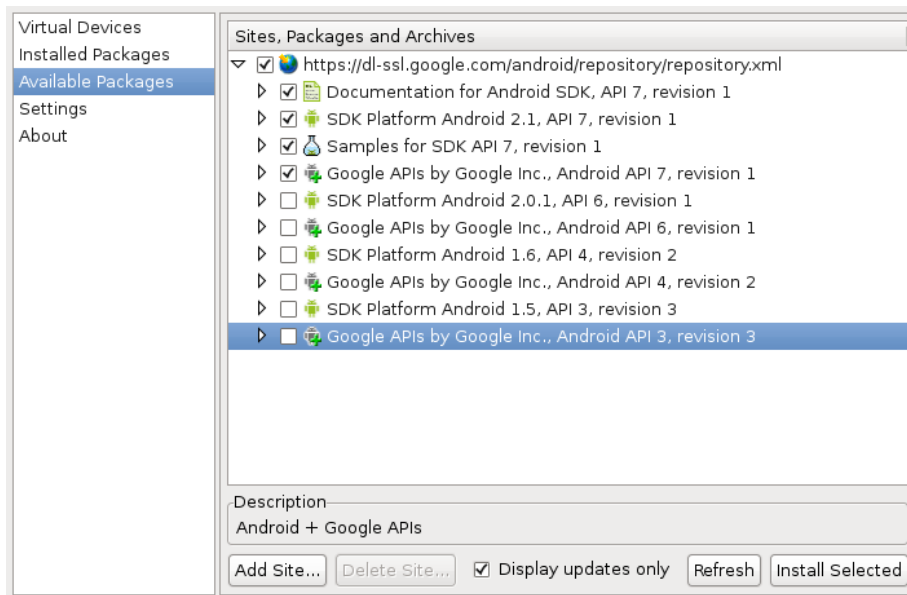 Virtual Devices
Installed Packages
Available Packages
Settings
About
Sites, Packages and Archives
https://dl-ssl.google.com/android/repository/repository.xml
Documentation for Android SDK, API 7, revision 1
SDK Platform Android 2.1, API 7, revision 1
Samples for SDK API 7, revision 1
Google APIs by Google Inc., Android API 7, revision 1
SDK Platform Android 2.0.1, API 6, revision 1
Google APIs by Google Inc., Android API 6, revision 1
SDK Platform Android 1.6, API 4, revision 2
Google APIs by Google Inc., Android API 4, revision 2
SDK Platform Android 1.5, API 3, revision 3
Google APIs by Google Inc., Android API 3, revision 3
Description
Android + Google APIs
Add Site... Delete Site... Display updates only Refresh Install Selected